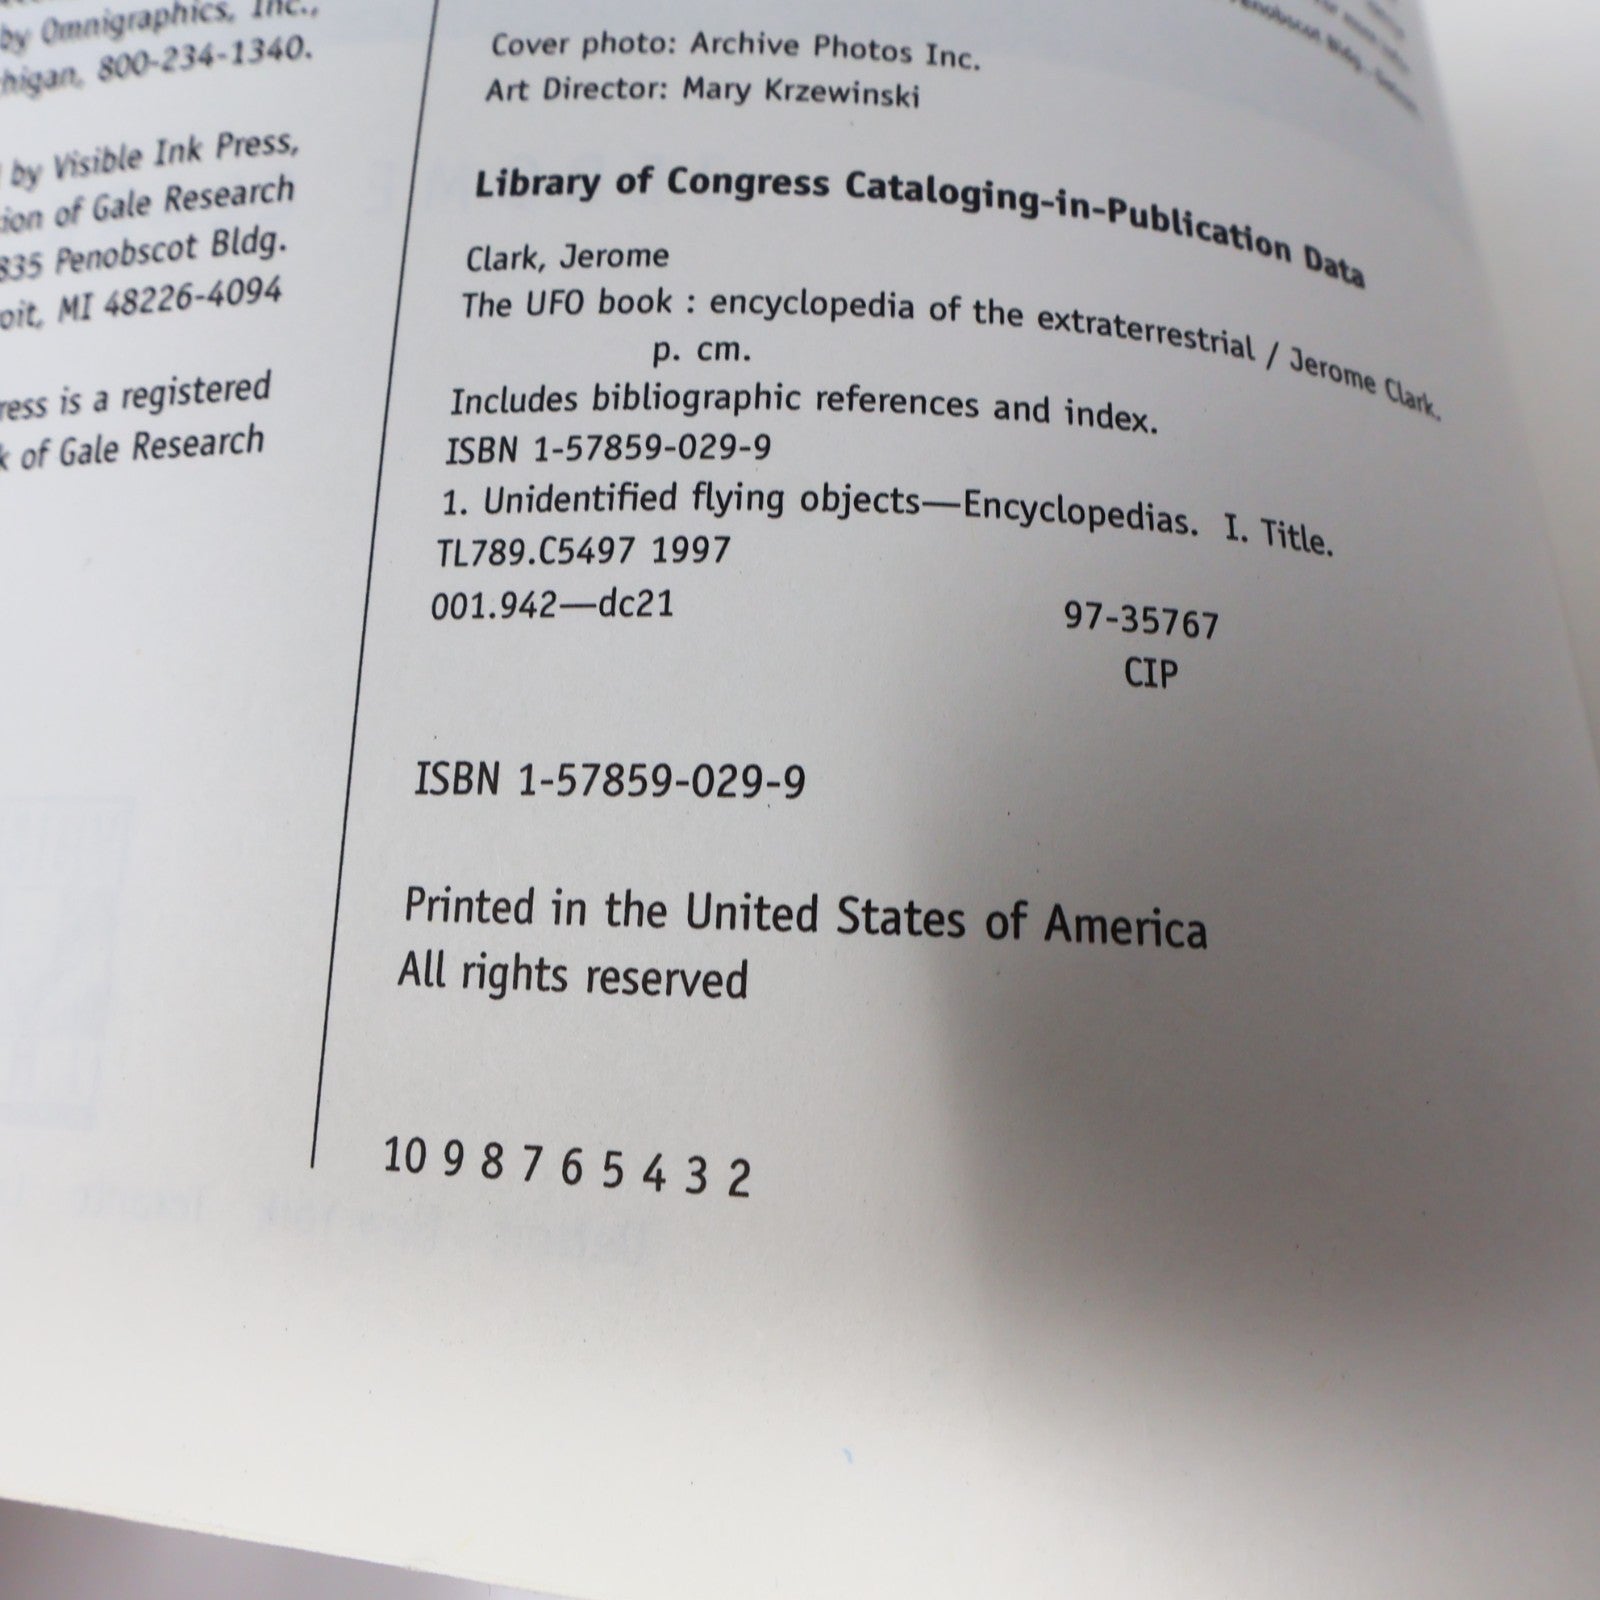 by Omnigraphics, Inc.,
higan, 800-234-1340.
by Visible Ink Press,
ion of Gale Research
835 Penobscot Bldg.
oit, MI 48226-4094
ress is a registered
k of Gale Research
Cover photo: Archive Photos Inc.
Art Director: Mary Krzewinski
Library of Congress Cataloging-in-Publication Data
Clark, Jerome
The UFO book : encyclopedia of the extraterrestrial / Jerome Clark.
p. cm.
Includes bibliographic references and index.
ISBN 1-57859-029-9
1. Unidentified flying objects—Encyclopedias. I. Title.
TL789.C5497 1997
001.942—dc21 97-35767
CIP
ISBN 1-57859-029-9
Printed in the United States of America
All rights reserved
10 9 8 7 6 5 4 3 2